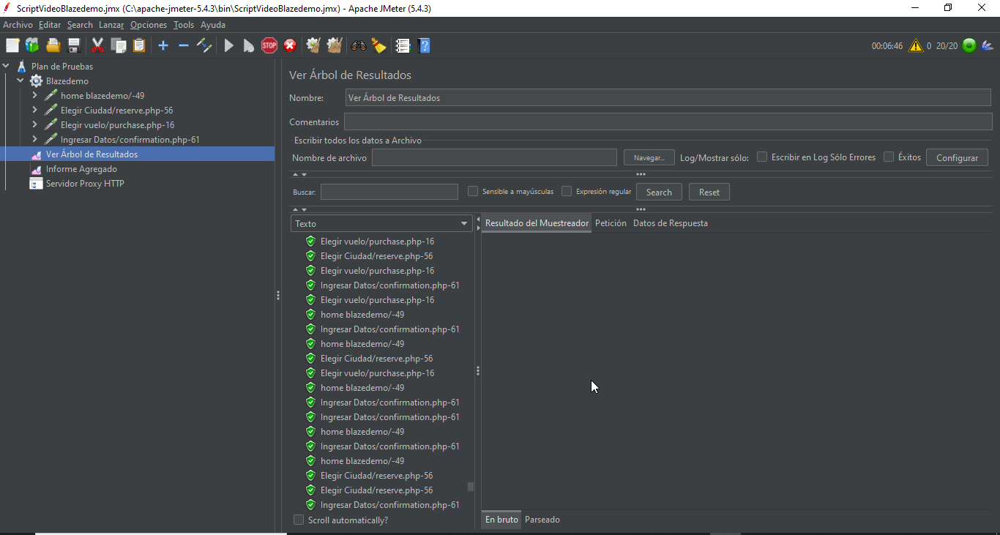 ScriptVideoBlazedemo.jmx (C:\apache-jmeter-5.4.3\bin\ScriptVideoBlazedemo.jmx) - Apache JMeter (5.4.3)
Archivo Editar Search Lanzar Opciones Tools Ayuda
STOP 00:06:46 0 20/20
Plan de Pruebas
Blazedemo
home blazedemo/-49
Elegir Ciudad/reserve.php-56
Elegir vuelo/purchase.php-16
Ingresar Datos/confirmation.php-61
Ver Árbol de Resultados
Informe Agregado
Servidor Proxy HTTP
Ver Árbol de Resultados
Nombre: Ver Árbol de Resultados
Comentarios
Escribir todos los datos a Archivo
Nombre de archivo Navegar... Log/Mostrar sólo: Escribir en Log Sólo Errores Éxitos Configurar
Buscar: Sensible a mayúsculas Expresión regular Search Reset
Texto
Elegir vuelo/purchase.php-16
Elegir Ciudad/reserve.php-56
Elegir vuelo/purchase.php-16
Ingresar Datos/confirmation.php-61
Elegir vuelo/purchase.php-16
home blazedemo/-49
Ingresar Datos/confirmation.php-61
home blazedemo/-49
Elegir Ciudad/reserve.php-56
Elegir vuelo/purchase.php-16
home blazedemo/-49
Ingresar Datos/confirmation.php-61
Ingresar Datos/confirmation.php-61
home blazedemo/-49
Ingresar Datos/confirmation.php-61
home blazedemo/-49
Elegir Ciudad/reserve.php-56
Elegir Ciudad/reserve.php-56
Ingresar Datos/confirmation.php-61
Scroll automatically?
Resultado del Muestreador Petición Datos de Respuesta
En bruto Parseado